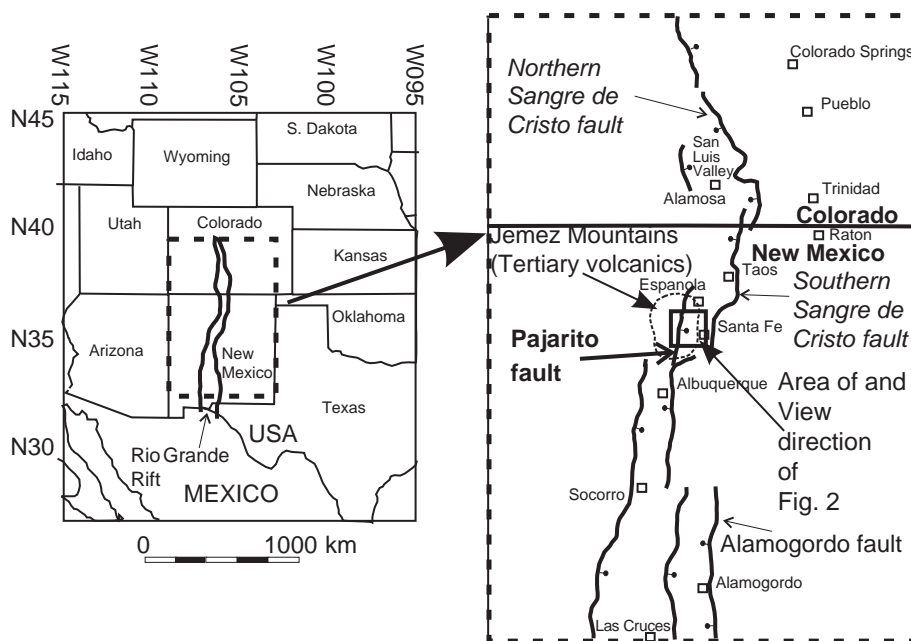 W115
W110
W105
W100
W095
N45
N40
N35
N30
Idaho
Wyoming
S. Dakota
Nebraska
Utah
Colorado
Kansas
Arizona
New
Mexico
Oklahoma
Texas
USA
Rio Grande
Rift
MEXICO
0
1000 km
Northern
Sangre de
Cristo fault
Colorado Springs
Pueblo
San
Luis
Valley
Alamosa
Trinidad
Colorado
Raton
New Mexico
Jemez Mountains
(Tertiary volcanics)
Taos
Espanola
Southern
Sangre de
Cristo fault
Santa Fe
Pajarito
fault
Albuquerque
Area of and
View
direction
of
Fig. 2
Socorro
Alamogordo fault
Alamogordo
Las Cruces